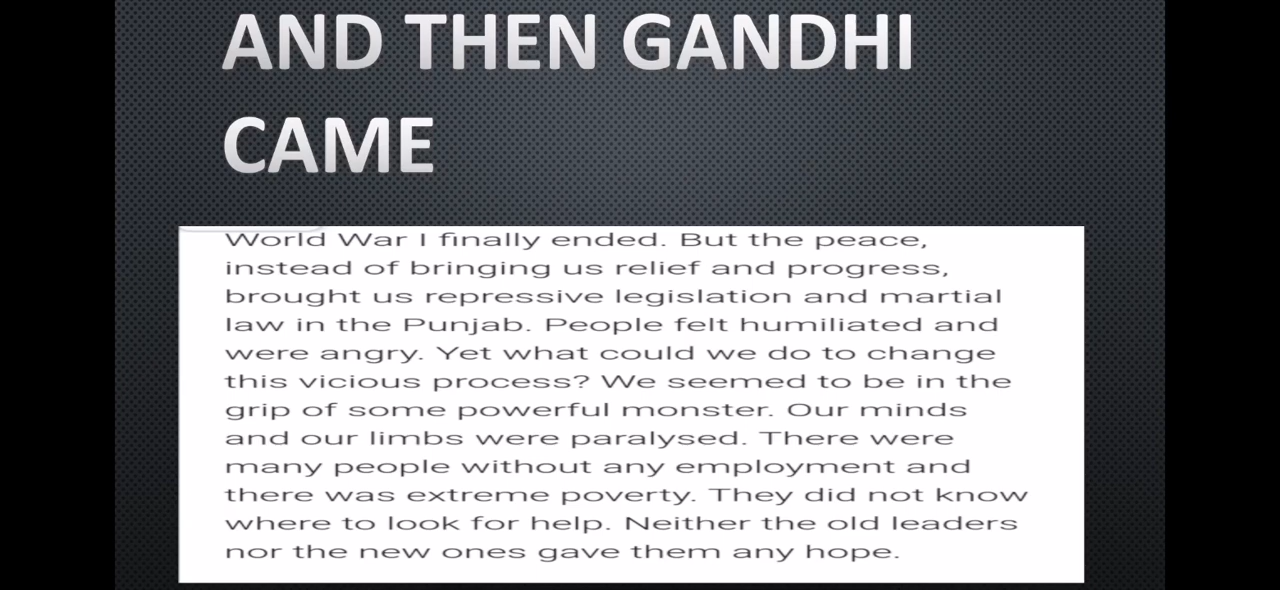 AND THEN GANDHI
CAME
World War I finally ended. But the peace,
instead of bringing us relief and progress,
brought us repressive legislation and martial
law in the Punjab. People felt humiliated and
were angry. Yet what could we do to change
this vicious process? We seemed to be in the
grip of some powerful monster. Our minds
and our limbs were paralysed. There were
many people without any employment and
there was extreme poverty. They did not know
where to look for help. Neither the old leaders
nor the new ones gave them any hope.